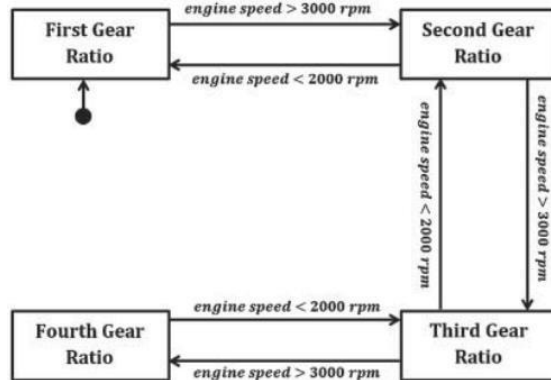 engine speed > 3000 rpm
First Gear
Ratio
Second Gear
Ratio
engine speed < 2000 rpm
engine speed < 2000 rpm
engine speed > 3000 rpm
engine speed < 2000 rpm
Fourth Gear
Ratio
Third Gear
Ratio
engine speed > 3000 rpm